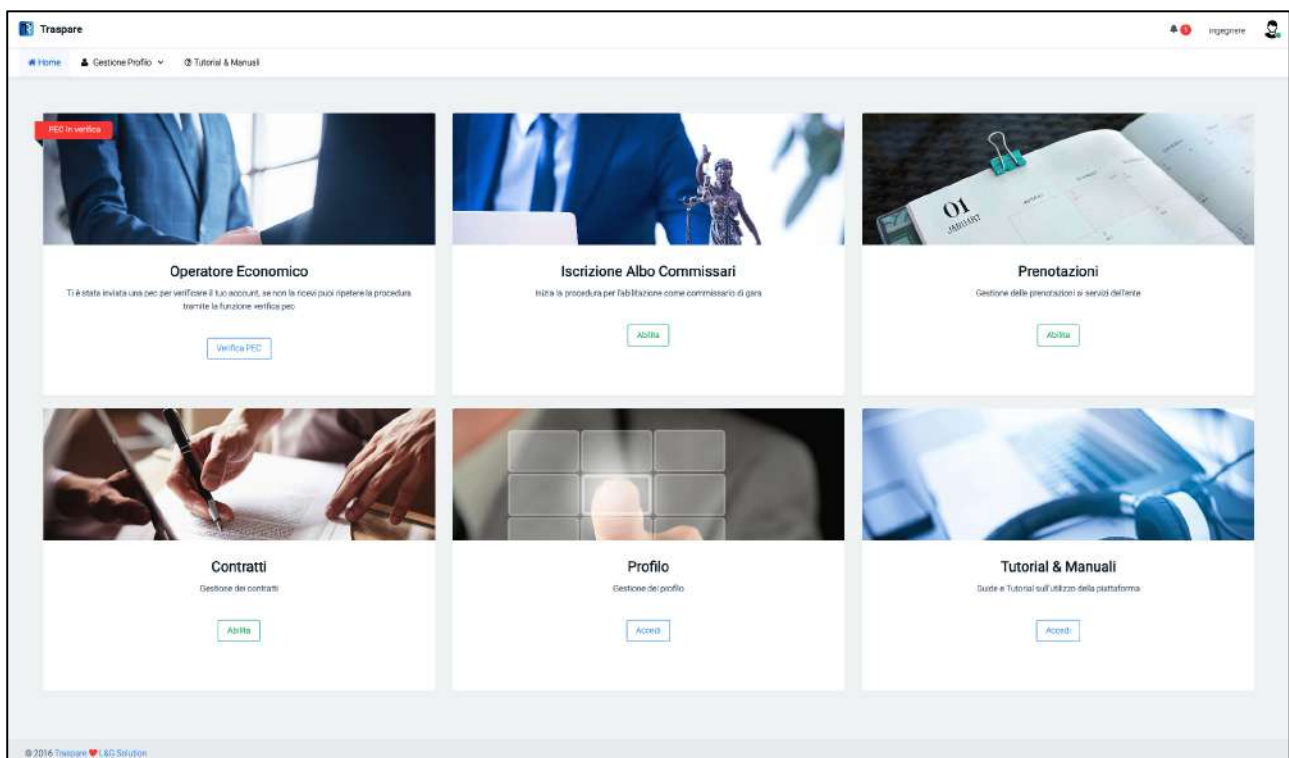 Traspare
ingegnere
Home Gestione Profilo Tutorial & Manuali
PEC in verifica
Operatore Economico
Ti è stata inviata una pec per verificare il tuo account, se non la ricevi puoi ripetere la procedura
tramite la funzione verifica pec
Verifica PEC
Iscrizione Albo Commissari
Inizia la procedura per l'abilitazione come commissario di gara
Abilita
01
JANUARY
Prenotazioni
Gestione delle prenotazioni ai servizi dell'ente
Abilita
Contratti
Gestione dei contratti
Abilita
Profilo
Gestione del profilo
Accedi
Tutorial & Manuali
Guide e Tutorial sull'utilizzo della piattaforma
Accedi
© 2016 Traspare ❤ L&G Solution